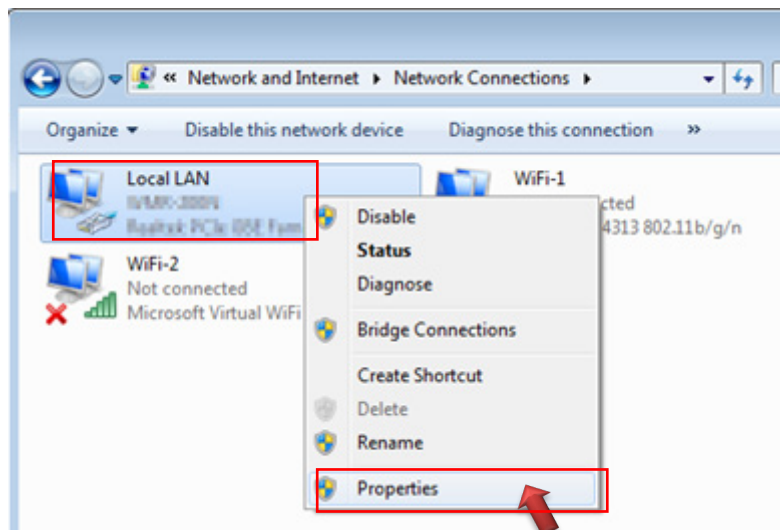 « Network and Internet ▸ Network Connections ▸
Organize ▼ Disable this network device Diagnose this connection »
Local LAN
WiFi-1
cted
4313 802.11b/g/n
WiFi-2
Not connected
Microsoft Virtual WiFi
Disable
Status
Diagnose
Bridge Connections
Create Shortcut
Delete
Rename
Properties